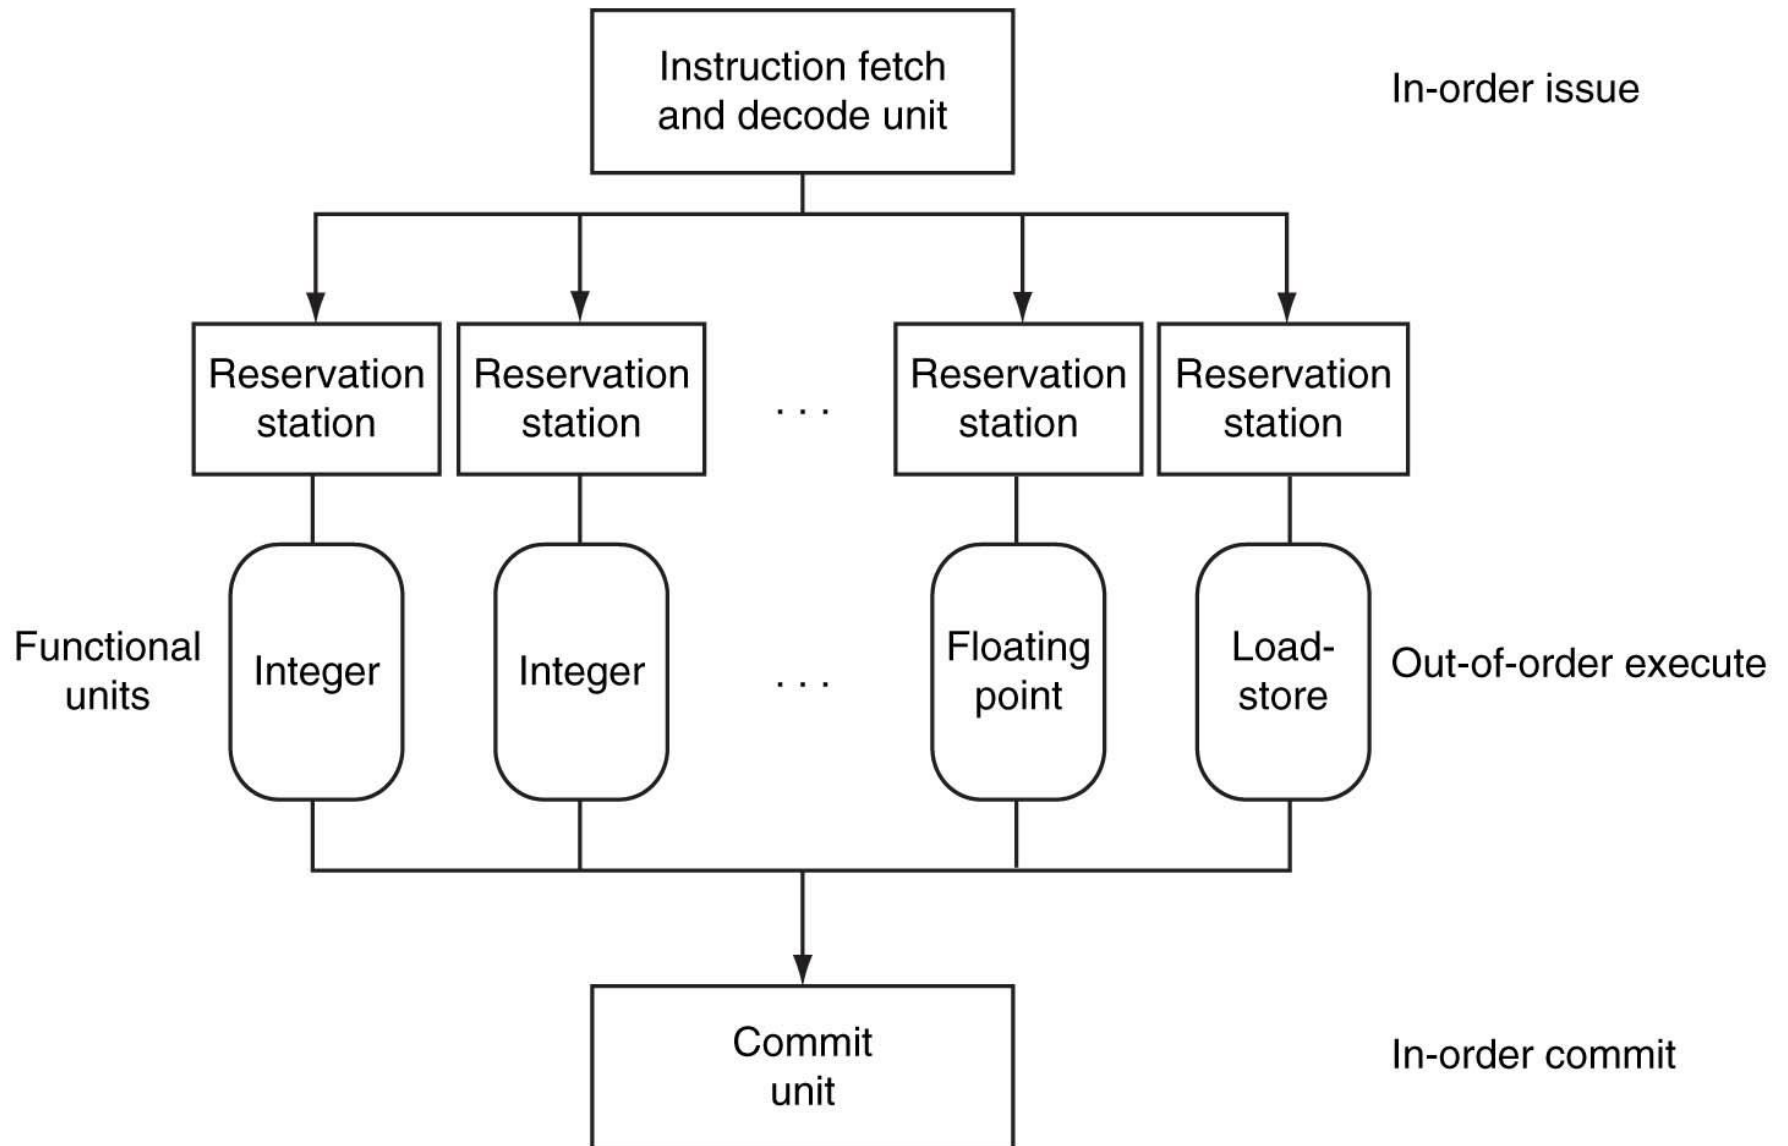 Instruction fetch
and decode unit
In-order issue
Reservation
station
Reservation
station
. . .
Reservation
station
Reservation
station
Functional
units
Integer
Integer
. . .
Floating
point
Load-
store
Out-of-order execute
Commit
unit
In-order commit